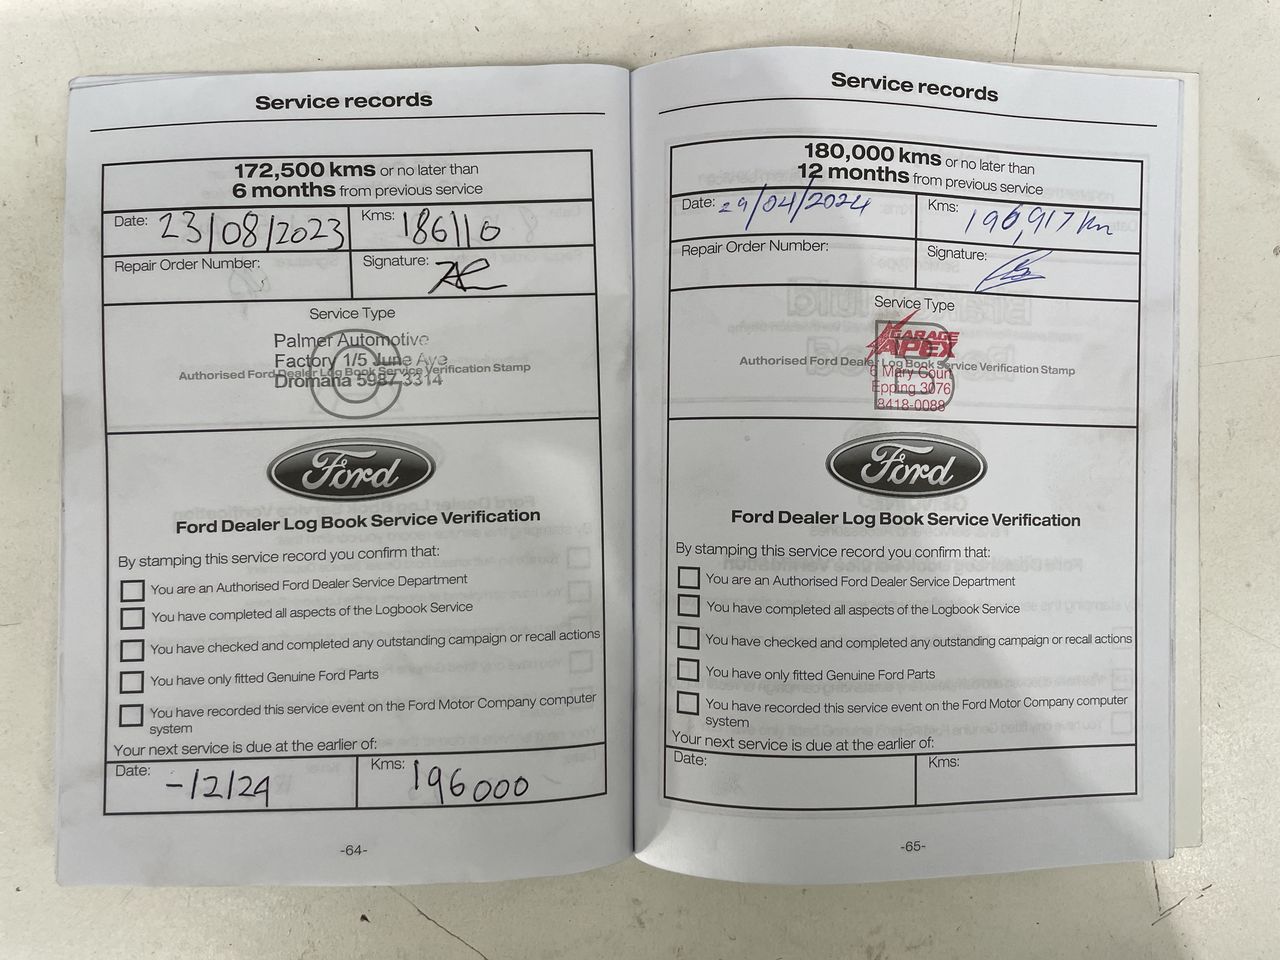 Service records
172,500 kms or no later than
6 months from previous service
Date: 23/08/2023 Kms: 186110
Repair Order Number: Signature:
Service Type
C
Palmer Automotive
Factory 1/5 June Ave
Authorised Ford Dealer Log Book Service Verification Stamp
Dromana 5987 3314
Ford
Ford Dealer Log Book Service Verification
By stamping this service record you confirm that:
You are an Authorised Ford Dealer Service Department
You have completed all aspects of the Logbook Service
You have checked and completed any outstanding campaign or recall actions
You have only fitted Genuine Ford Parts
You have recorded this service event on the Ford Motor Company computer
system
Your next service is due at the earlier of:
Date: -/2/24 Kms: 196000
-64-
Service records
180,000 kms or no later than
12 months from previous service
Date: 29/04/2024 Kms: 196,917 km
Repair Order Number: Signature:
Service Type
B
GARAGE
APEX
Authorised Ford Dealer Log Book Service Verification Stamp
6 Mary Court
Epping 3076
8418-0088
Ford
Ford Dealer Log Book Service Verification
By stamping this service record you confirm that:
You are an Authorised Ford Dealer Service Department
You have completed all aspects of the Logbook Service
You have checked and completed any outstanding campaign or recall actions
You have only fitted Genuine Ford Parts
You have recorded this service event on the Ford Motor Company computer
system
Your next service is due at the earlier of:
Date: Kms:
-65-